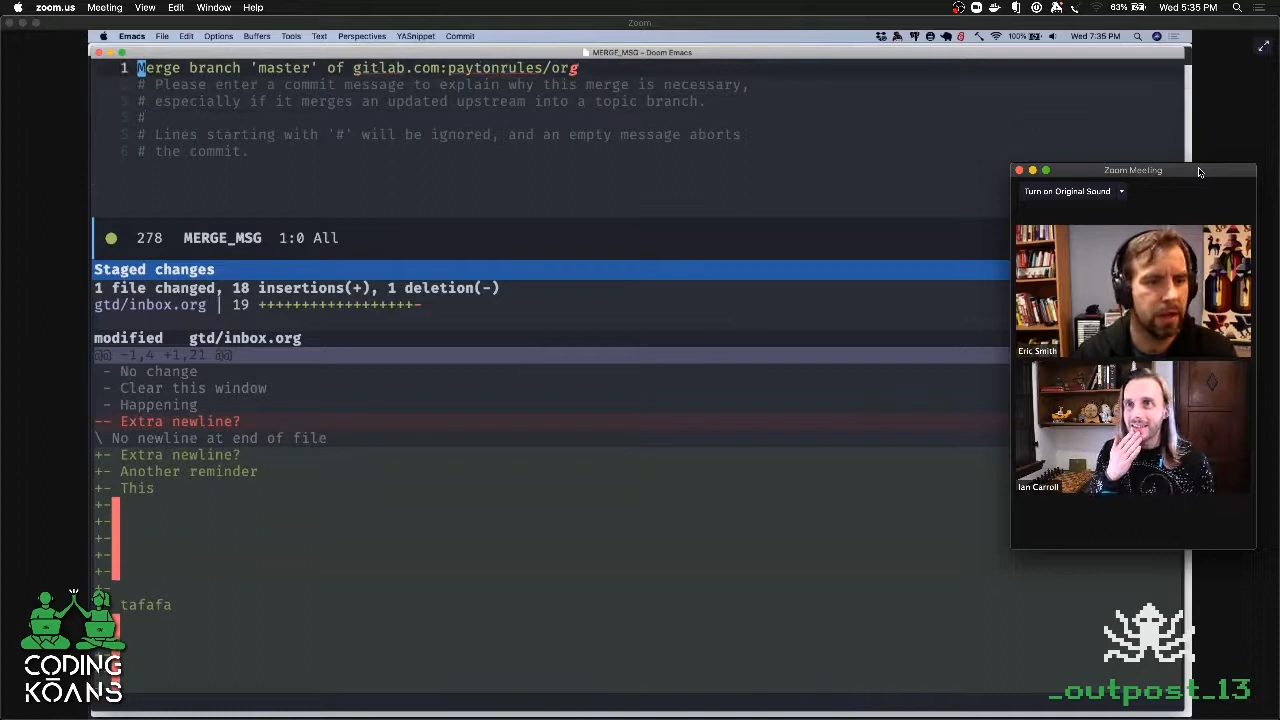 zoom.us Meeting View Edit Window Help
63% Wed 5:35 PM
Zoom
Emacs File Edit Options Buffers Tools Text Perspectives YASnippet Commit
100% Wed 7:35 PM
MERGE_MSG – Doom Emacs
1 Merge branch 'master' of gitlab.com:paytonrules/org
# Please enter a commit message to explain why this merge is necessary,
# especially if it merges an updated upstream into a topic branch.
#
# Lines starting with '#' will be ignored, and an empty message aborts
6 # the commit.
278 MERGE_MSG 1:0 All
Staged changes
1 file changed, 18 insertions(+), 1 deletion(-)
gtd/inbox.org | 19 ++++++++++++++++++-
modified gtd/inbox.org
@@ -1,4 +1,21 @@
- No change
- Clear this window
- Happening
-- Extra newline?
\ No newline at end of file
+- Extra newline?
+- Another reminder
+- This
+-
+-
+-
+-
+-
+-
tafafa
Zoom Meeting
Turn on Original Sound
Eric Smith
Ian Carroll
CODING
KŌANS
_outpost_13